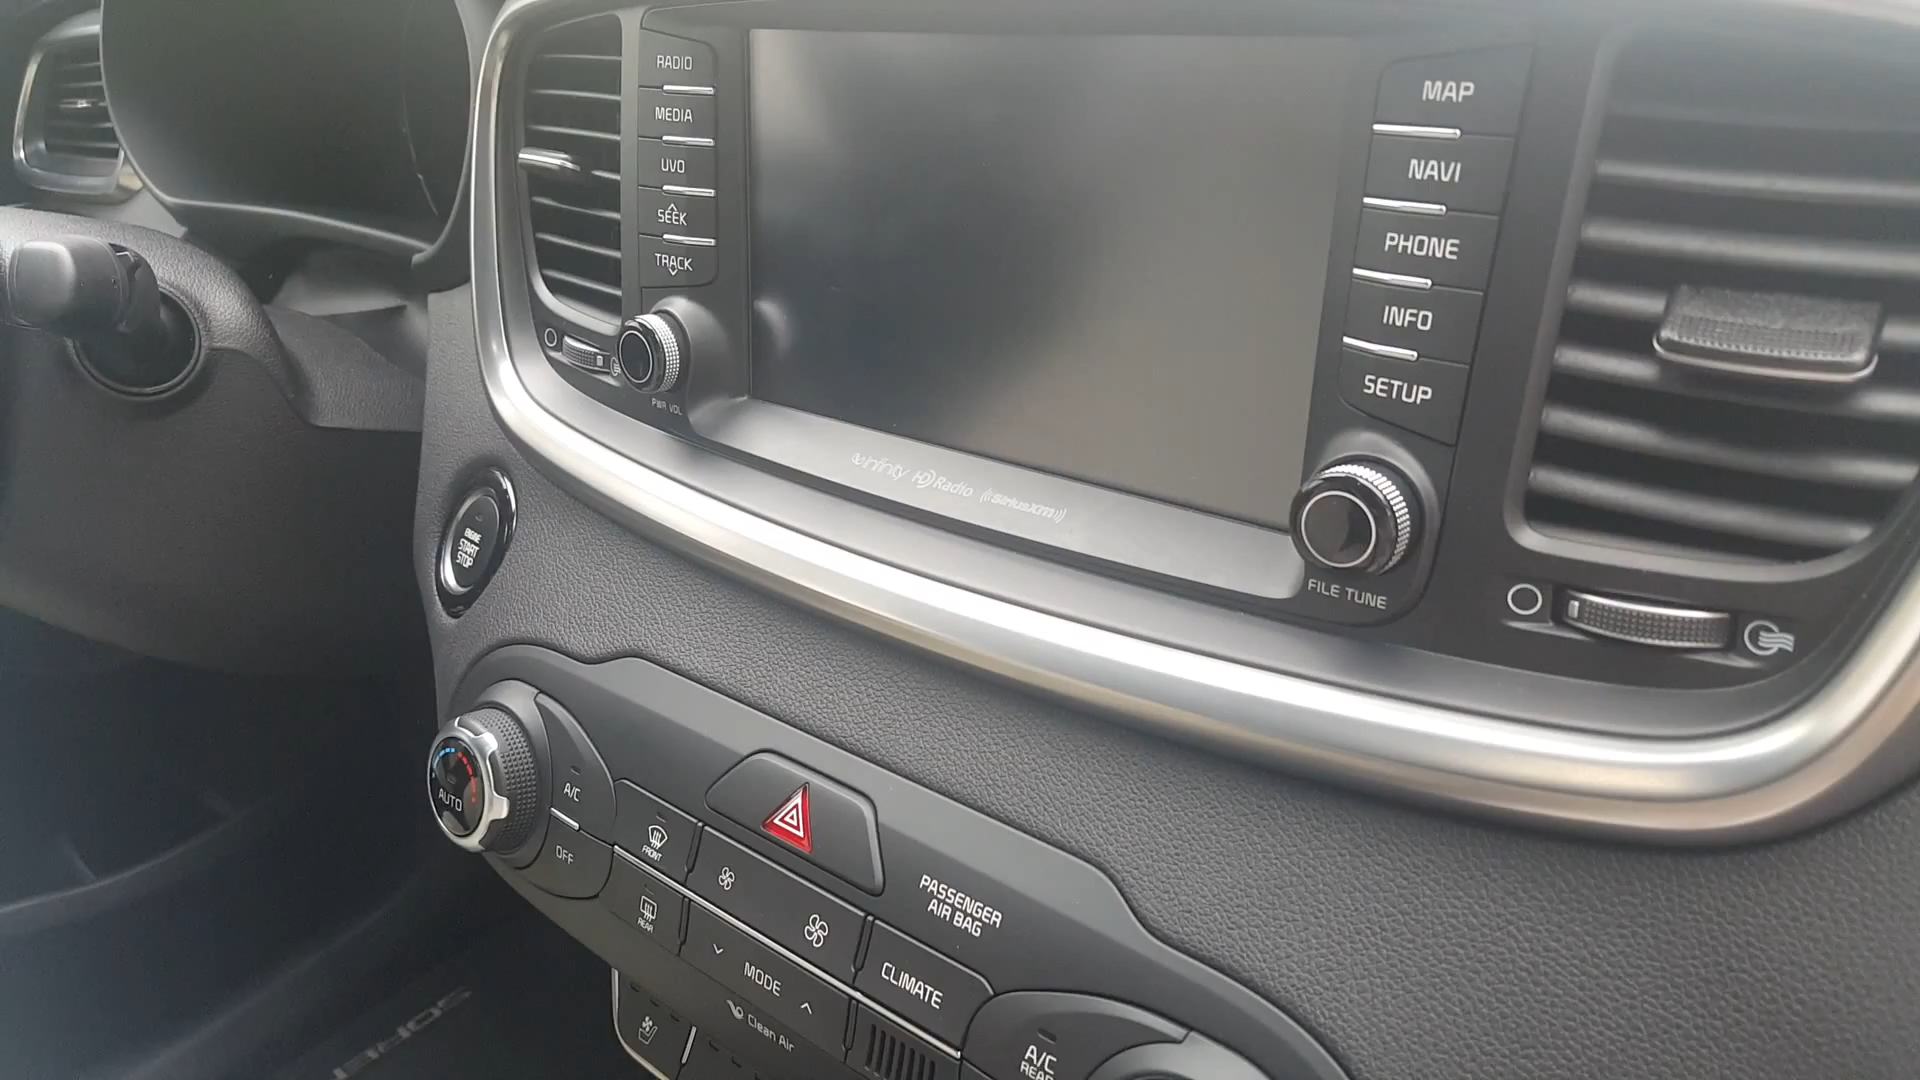 RADIO
MEDIA
UVO
SEEK
TRACK
PWR VOL
MAP
NAVI
PHONE
INFO
SETUP
FILE TUNE
infinity HD Radio ((SiriusXM))
ENGINE
START
STOP
AUTO
A/C
OFF
FRONT
REAR
MODE
Clean Air
PASSENGER
AIR BAG
CLIMATE
A/C
REAR